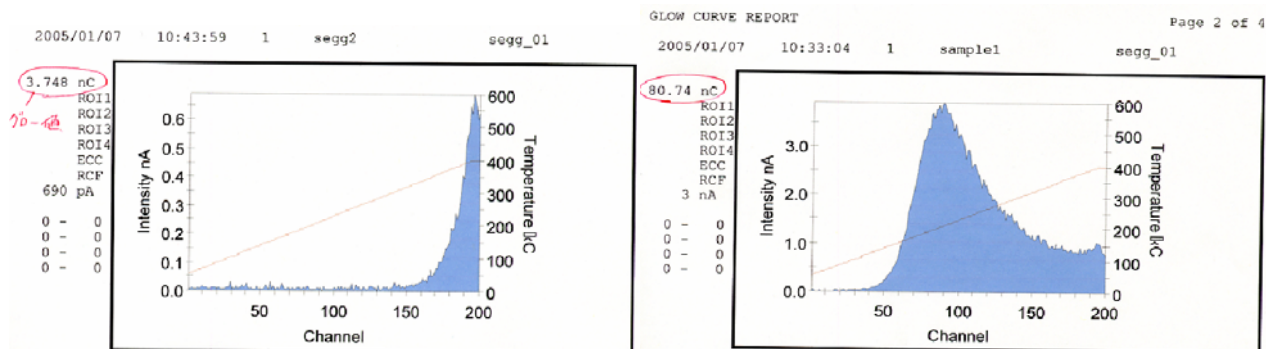 2005/01/07 10:43:59 1 segg2 segg_01
3.748 nC
ROI1
ROI2
ROI3
ROI4
ECC
RCF
690 pA
0 - 0
0 - 0
0 - 0
0 - 0
Intensity nA
0.6
0.5
0.4
0.3
0.2
0.1
0.0
600
500
400
300
200
100
0
Temperature
kC
50 100 150 200
Channel
GLOW CURVE REPORT Page 2 of 4
2005/01/07 10:33:04 1 sample1 segg_01
80.74 nC
ROI1
ROI2
ROI3
ROI4
ECC
RCF
3 nA
0 - 0
0 - 0
0 - 0
0 - 0
Intensity nA
3.0
2.0
1.0
0.0
600
500
400
300
200
100
0
Temperature
kC
50 100 150 200
Channel